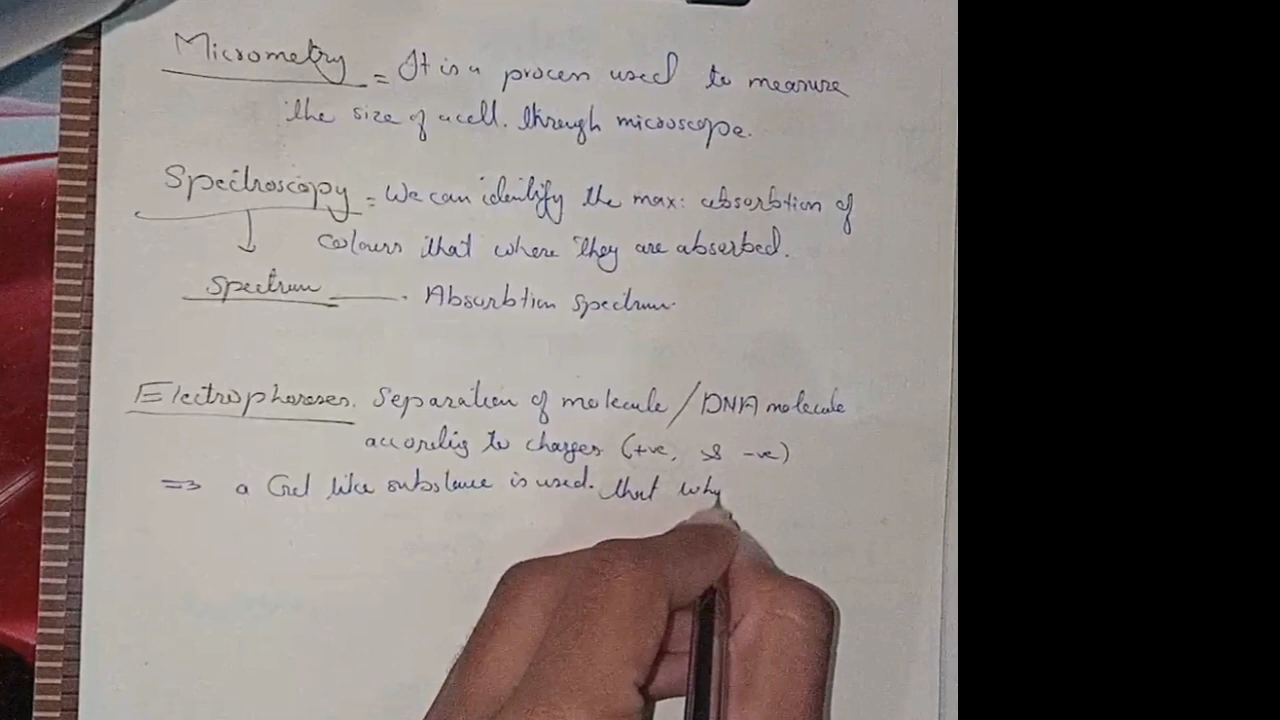 Micrometry = It is a process used to measure
the size of a cell. through microscope.
Spectroscopy = We can identify the max: absorbtion of
colours that where they are absorbed.
Spectrum . Absorbtion spectrum.
Electrophoreses. Separation of molecule / DNA molecule
according to charges (+ve, & -ve)
⇒ a Gel like substance is used. that why